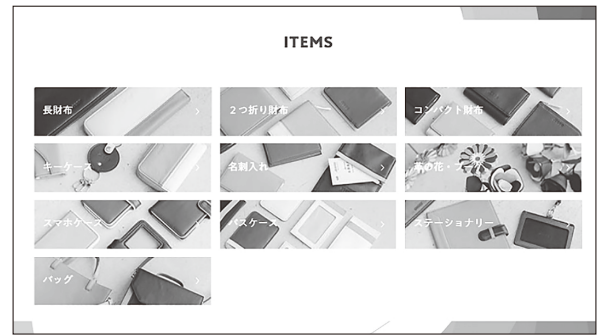 ITEMS
長財布
２つ折り財布
コンパクト財布
キーケース
名刺入れ
革の花・
スマホケース
パスケース
ステーショナリー
バッグ